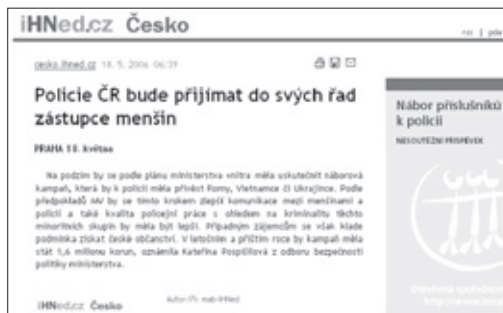 iHNed.cz Česko
cesko.ihned.cz 18. 5. 2006 06:39
Policie ČR bude přijímat do svých řad
zástupce menšin
PRAHA 18. května
Na podzim by se podle plánu ministerstva vnitra měla uskutečnit náborová
kampaň, která by k policii měla přivést Romy, Vietnamce či Ukrajince. Podle
předpokladů MV by se tímto krokem zlepší komunikace mezi menšinami a
policií a také kvalita policejní práce s ohledem na kriminalitu těchto
minoritních skupin by měla být lepší. Případným zájemcům se však klade
podmínka získat české občanství. V letošním a příštím roce by kampaň měla
stát 1,6 milionu korun, oznámila Kateřina Pospíšilová z odboru bezpečnostní
politiky ministerstva.
iHNed.cz Česko
Nábor příslušníků
k policii
NESOUTĚŽNÍ PŘÍSPĚVEK
Otevřená společnost